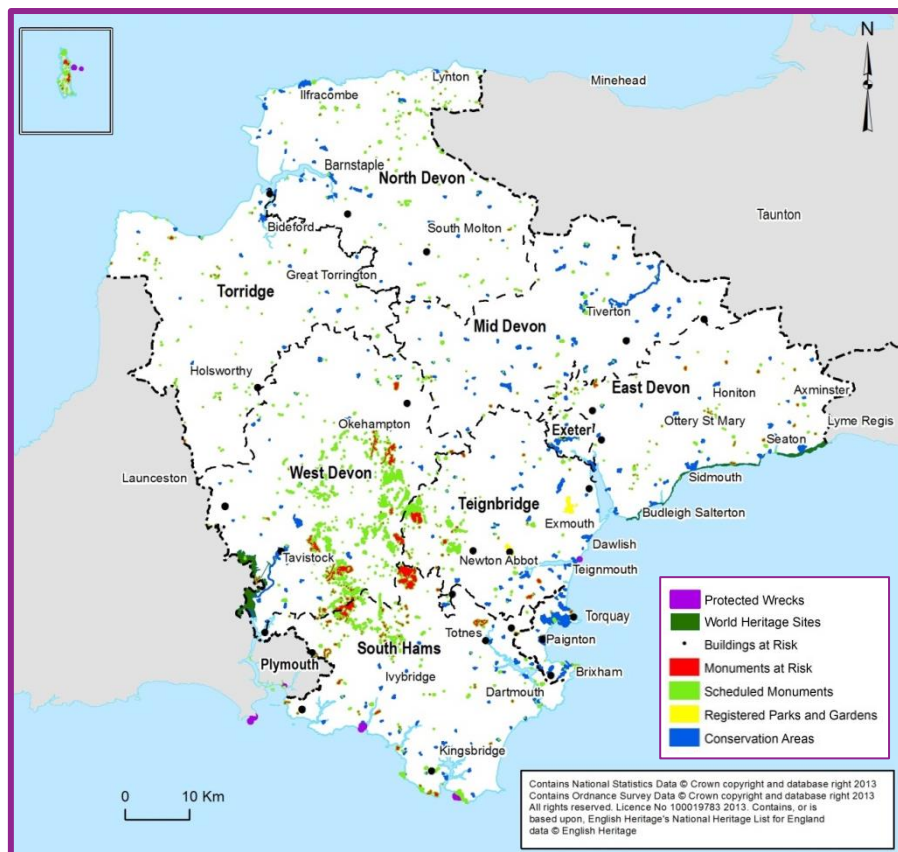 N
Lynton
Minehead
Ilfracombe
Barnstaple
North Devon
Taunton
Bideford
South Molton
Great Torrington
Torridge
Tiverton
Mid Devon
Holsworthy
East Devon
Honiton
Axminster
Okehampton
Exeter
Ottery St Mary
Lyme Regis
Seaton
West Devon
Launceston
Sidmouth
Teignbridge
Budleigh Salterton
Exmouth
Dawlish
Tavistock
Newton Abbot
Teignmouth
Torquay
Totnes
Paignton
South Hams
Plymouth
Ivybridge
Brixham
Dartmouth
Kingsbridge
0 10 Km
Protected Wrecks
World Heritage Sites
Buildings at Risk
Monuments at Risk
Scheduled Monuments
Registered Parks and Gardens
Conservation Areas
Contains National Statistics Data © Crown copyright and database right 2013
Contains Ordnance Survey Data © Crown copyright and database right 2013
All rights reserved. Licence No 100019783 2013. Contains, or is
based upon, English Heritage's National Heritage List for England
data © English Heritage